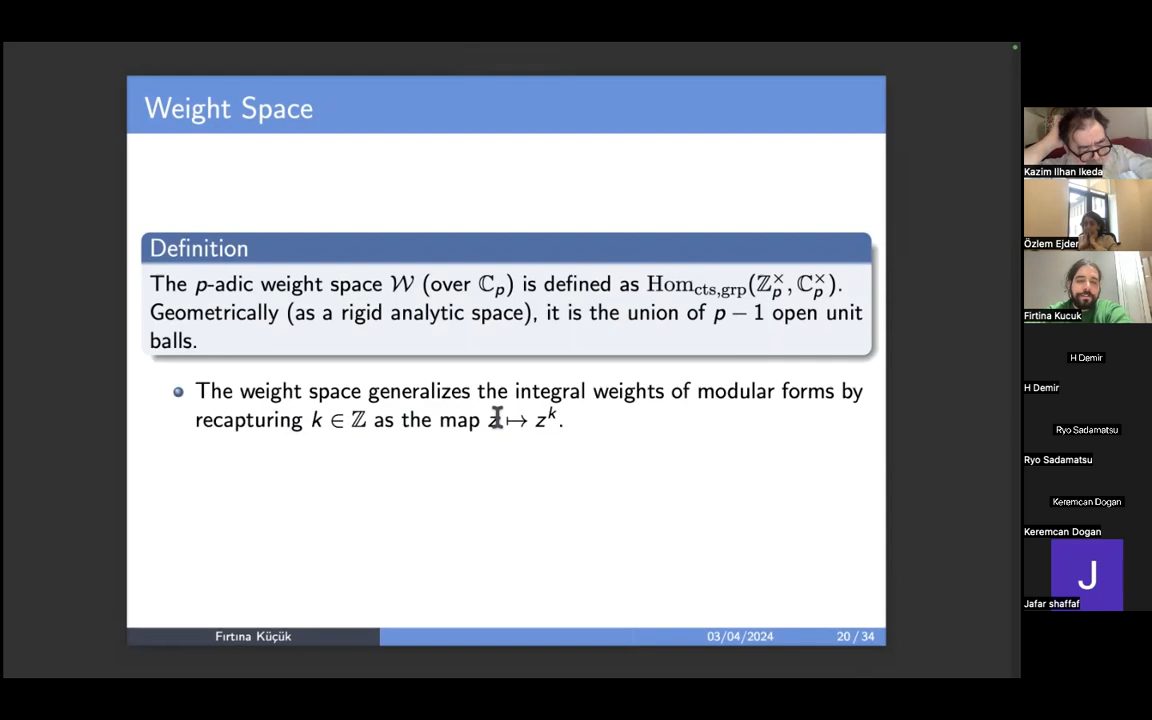 Weight Space
Definition
The p-adic weight space 𝒲 (over ℂₚ) is defined as Hom_cts,grp(ℤₚ^×, ℂₚ^×).
Geometrically (as a rigid analytic space), it is the union of p − 1 open unit
balls.
The weight space generalizes the integral weights of modular forms by
recapturing k ∈ ℤ as the map z ↦ zᵏ.
Fırtına Küçük
03/04/2024
20 / 34
Kazim Ilhan Ikeda
Özlem Ejder
Firtina Kucuk
H Demir
H Demir
Ryo Sadamatsu
Ryo Sadamatsu
Keremcan Dogan
Keremcan Dogan
J
Jafar shaffaf